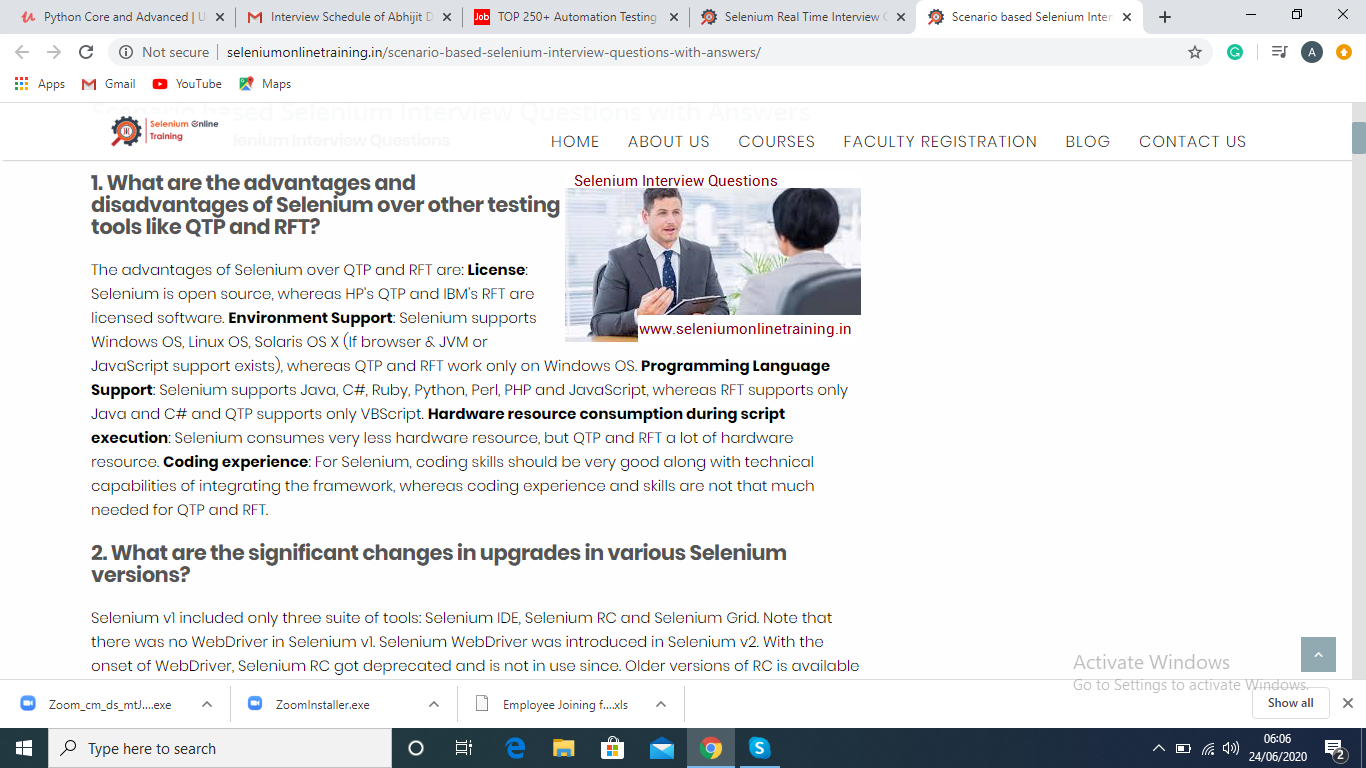 Python Core and Advanced | U
Interview Schedule of Abhijit D
Job
TOP 250+ Automation Testing
Selenium Real Time Interview Q
Scenario based Selenium Inter
Not secure
seleniumonlinetraining.in/scenario-based-selenium-interview-questions-with-answers/
A
Apps
Gmail
YouTube
Maps
Scenario based Selenium Interview Questions with Answers
Selenium Online
Training
lenium Interview Questions
HOME
ABOUT US
COURSES
FACULTY REGISTRATION
BLOG
CONTACT US
1. What are the advantages and
disadvantages of Selenium over other testing
tools like QTP and RFT?
Selenium Interview Questions
www.seleniumonlinetraining.in
The advantages of Selenium over QTP and RFT are: License:
Selenium is open source, whereas HP's QTP and IBM's RFT are
licensed software. Environment Support: Selenium supports
Windows OS, Linux OS, Solaris OS X (If browser & JVM or
JavaScript support exists), whereas QTP and RFT work only on Windows OS. Programming Language
Support: Selenium supports Java, C#, Ruby, Python, Perl, PHP and JavaScript, whereas RFT supports only
Java and C# and QTP supports only VBScript. Hardware resource consumption during script
execution: Selenium consumes very less hardware resource, but QTP and RFT a lot of hardware
resource. Coding experience: For Selenium, coding skills should be very good along with technical
capabilities of integrating the framework, whereas coding experience and skills are not that much
needed for QTP and RFT.
2. What are the significant changes in upgrades in various Selenium
versions?
Selenium v1 included only three suite of tools: Selenium IDE, Selenium RC and Selenium Grid. Note that
there was no WebDriver in Selenium v1. Selenium WebDriver was introduced in Selenium v2. With the
onset of WebDriver, Selenium RC got deprecated and is not in use since. Older versions of RC is available
Activate Windows
Go to Settings to activate Windows.
Zoom_cm_ds_mtJ....exe
ZoomInstaller.exe
Employee Joining f....xls
Show all
Type here to search
06:06
24/06/2020
2